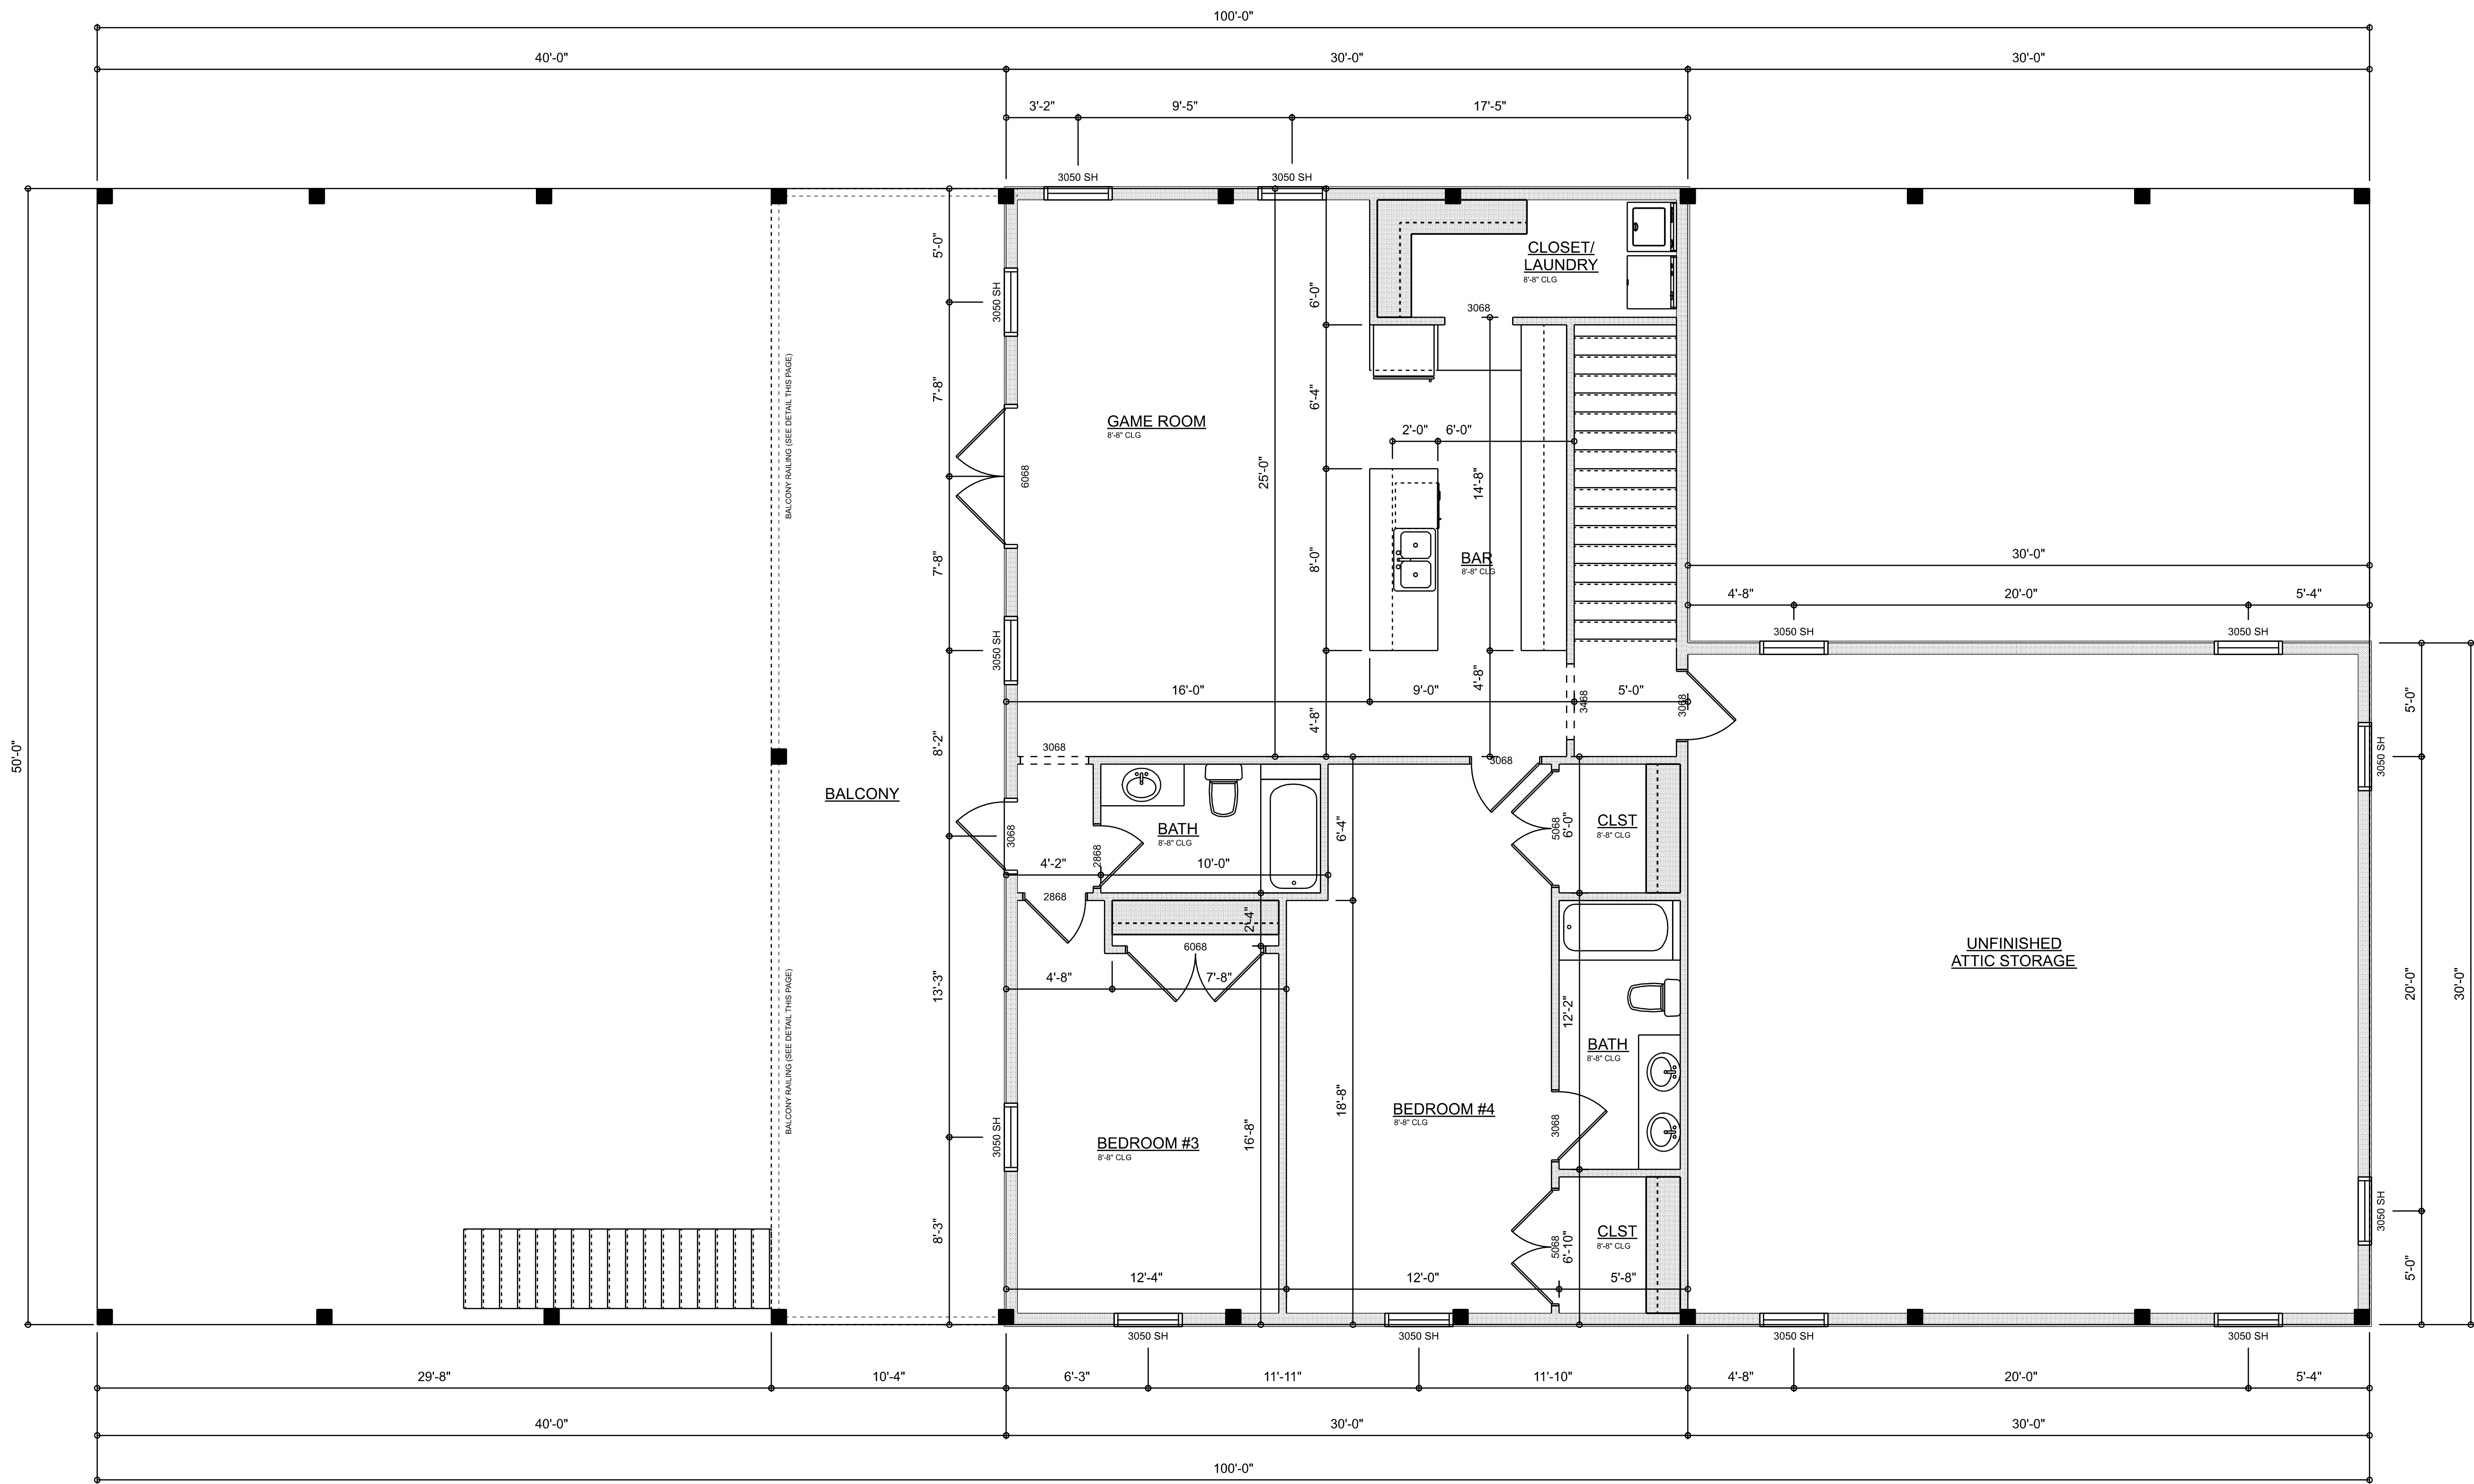 100'-0"
40'-0"
30'-0"
30'-0"
3'-2"
9'-5"
17'-5"
3050 SH
3050 SH
5'-0"
3050 SH
CLOSET/
LAUNDRY
8'-8" CLG
6'-0"
3068
7'-8"
BALCONY RAILING (SEE DETAIL THIS PAGE)
GAME ROOM
8'-8" CLG
6'-4"
2'-0"
6'-0"
6068
25'-0"
14'-8"
7'-8"
8'-0"
BAR
8'-8" CLG
30'-0"
4'-8"
20'-0"
5'-4"
3050 SH
3050 SH
3050 SH
16'-0"
9'-0"
4'-8"
5'-0"
3468
3068
5'-0"
4'-8"
50'-0"
8'-2"
3068
3068
3050 SH
BALCONY
3068
BATH
8'-8" CLG
2868
6'-4"
5068
6'-0"
CLST
8'-8" CLG
4'-2"
10'-0"
2868
2'-4"
6068
UNFINISHED
ATTIC STORAGE
4'-8"
7'-8"
13'-3"
BALCONY RAILING (SEE DETAIL THIS PAGE)
12'-2"
20'-0"
30'-0"
BATH
8'-8" CLG
18'-8"
BEDROOM #4
8'-8" CLG
3068
3050 SH
BEDROOM #3
8'-8" CLG
16'-8"
3050 SH
8'-3"
5068
6'-10"
CLST
8'-8" CLG
5'-0"
12'-4"
12'-0"
5'-8"
3050 SH
3050 SH
3050 SH
3050 SH
29'-8"
10'-4"
6'-3"
11'-11"
11'-10"
4'-8"
20'-0"
5'-4"
40'-0"
30'-0"
30'-0"
100'-0"